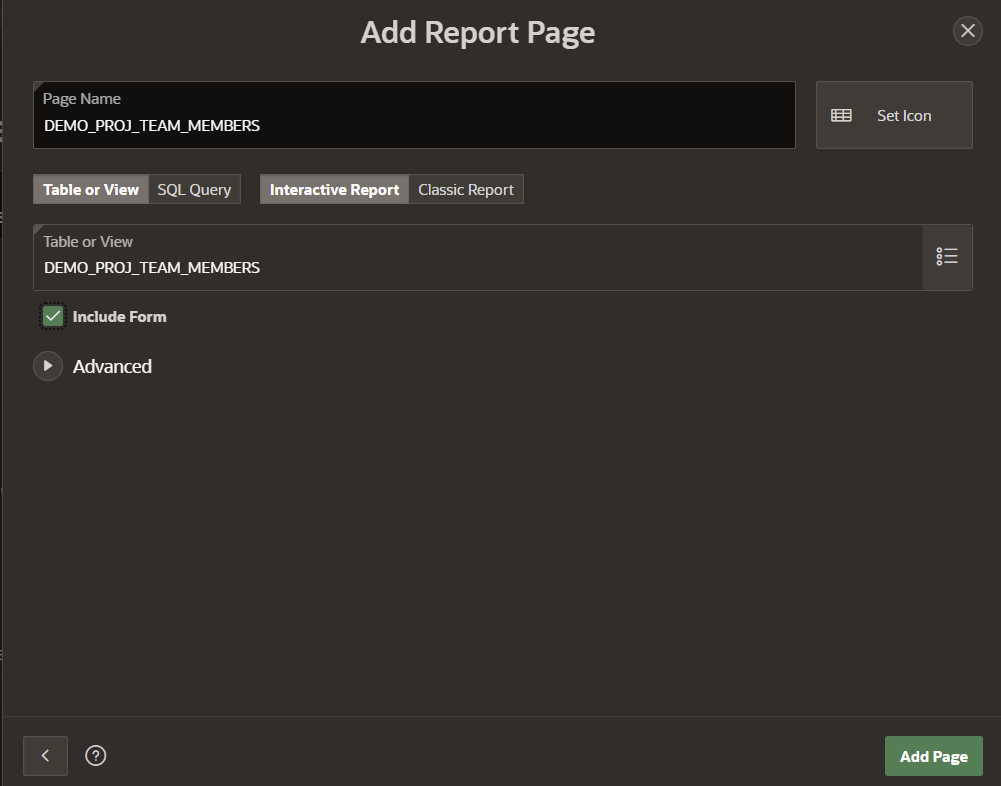 Add Report Page
Page Name
DEMO_PROJ_TEAM_MEMBERS
Set Icon
Table or View SQL Query Interactive Report Classic Report
Table or View
DEMO_PROJ_TEAM_MEMBERS
Include Form
Advanced
?
Add Page